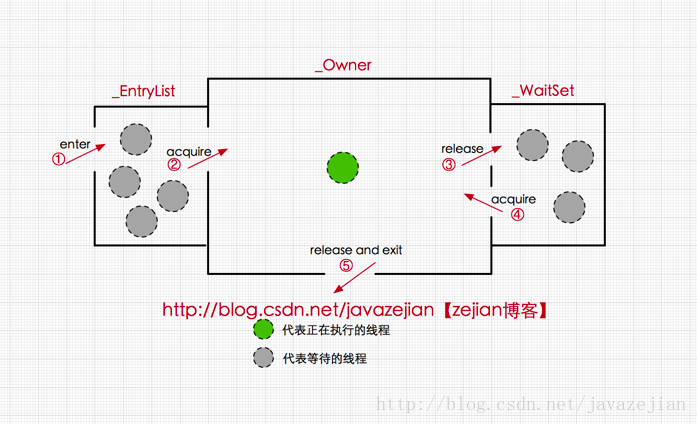 _Owner
_EntryList
_WaitSet
enter
①
acquire
②
release
③
acquire
④
release and exit
⑤
http://blog.csdn.net/javazejian【zejian博客】
代表正在执行的线程
代表等待的线程
http://blog.csdn.net/javazejian